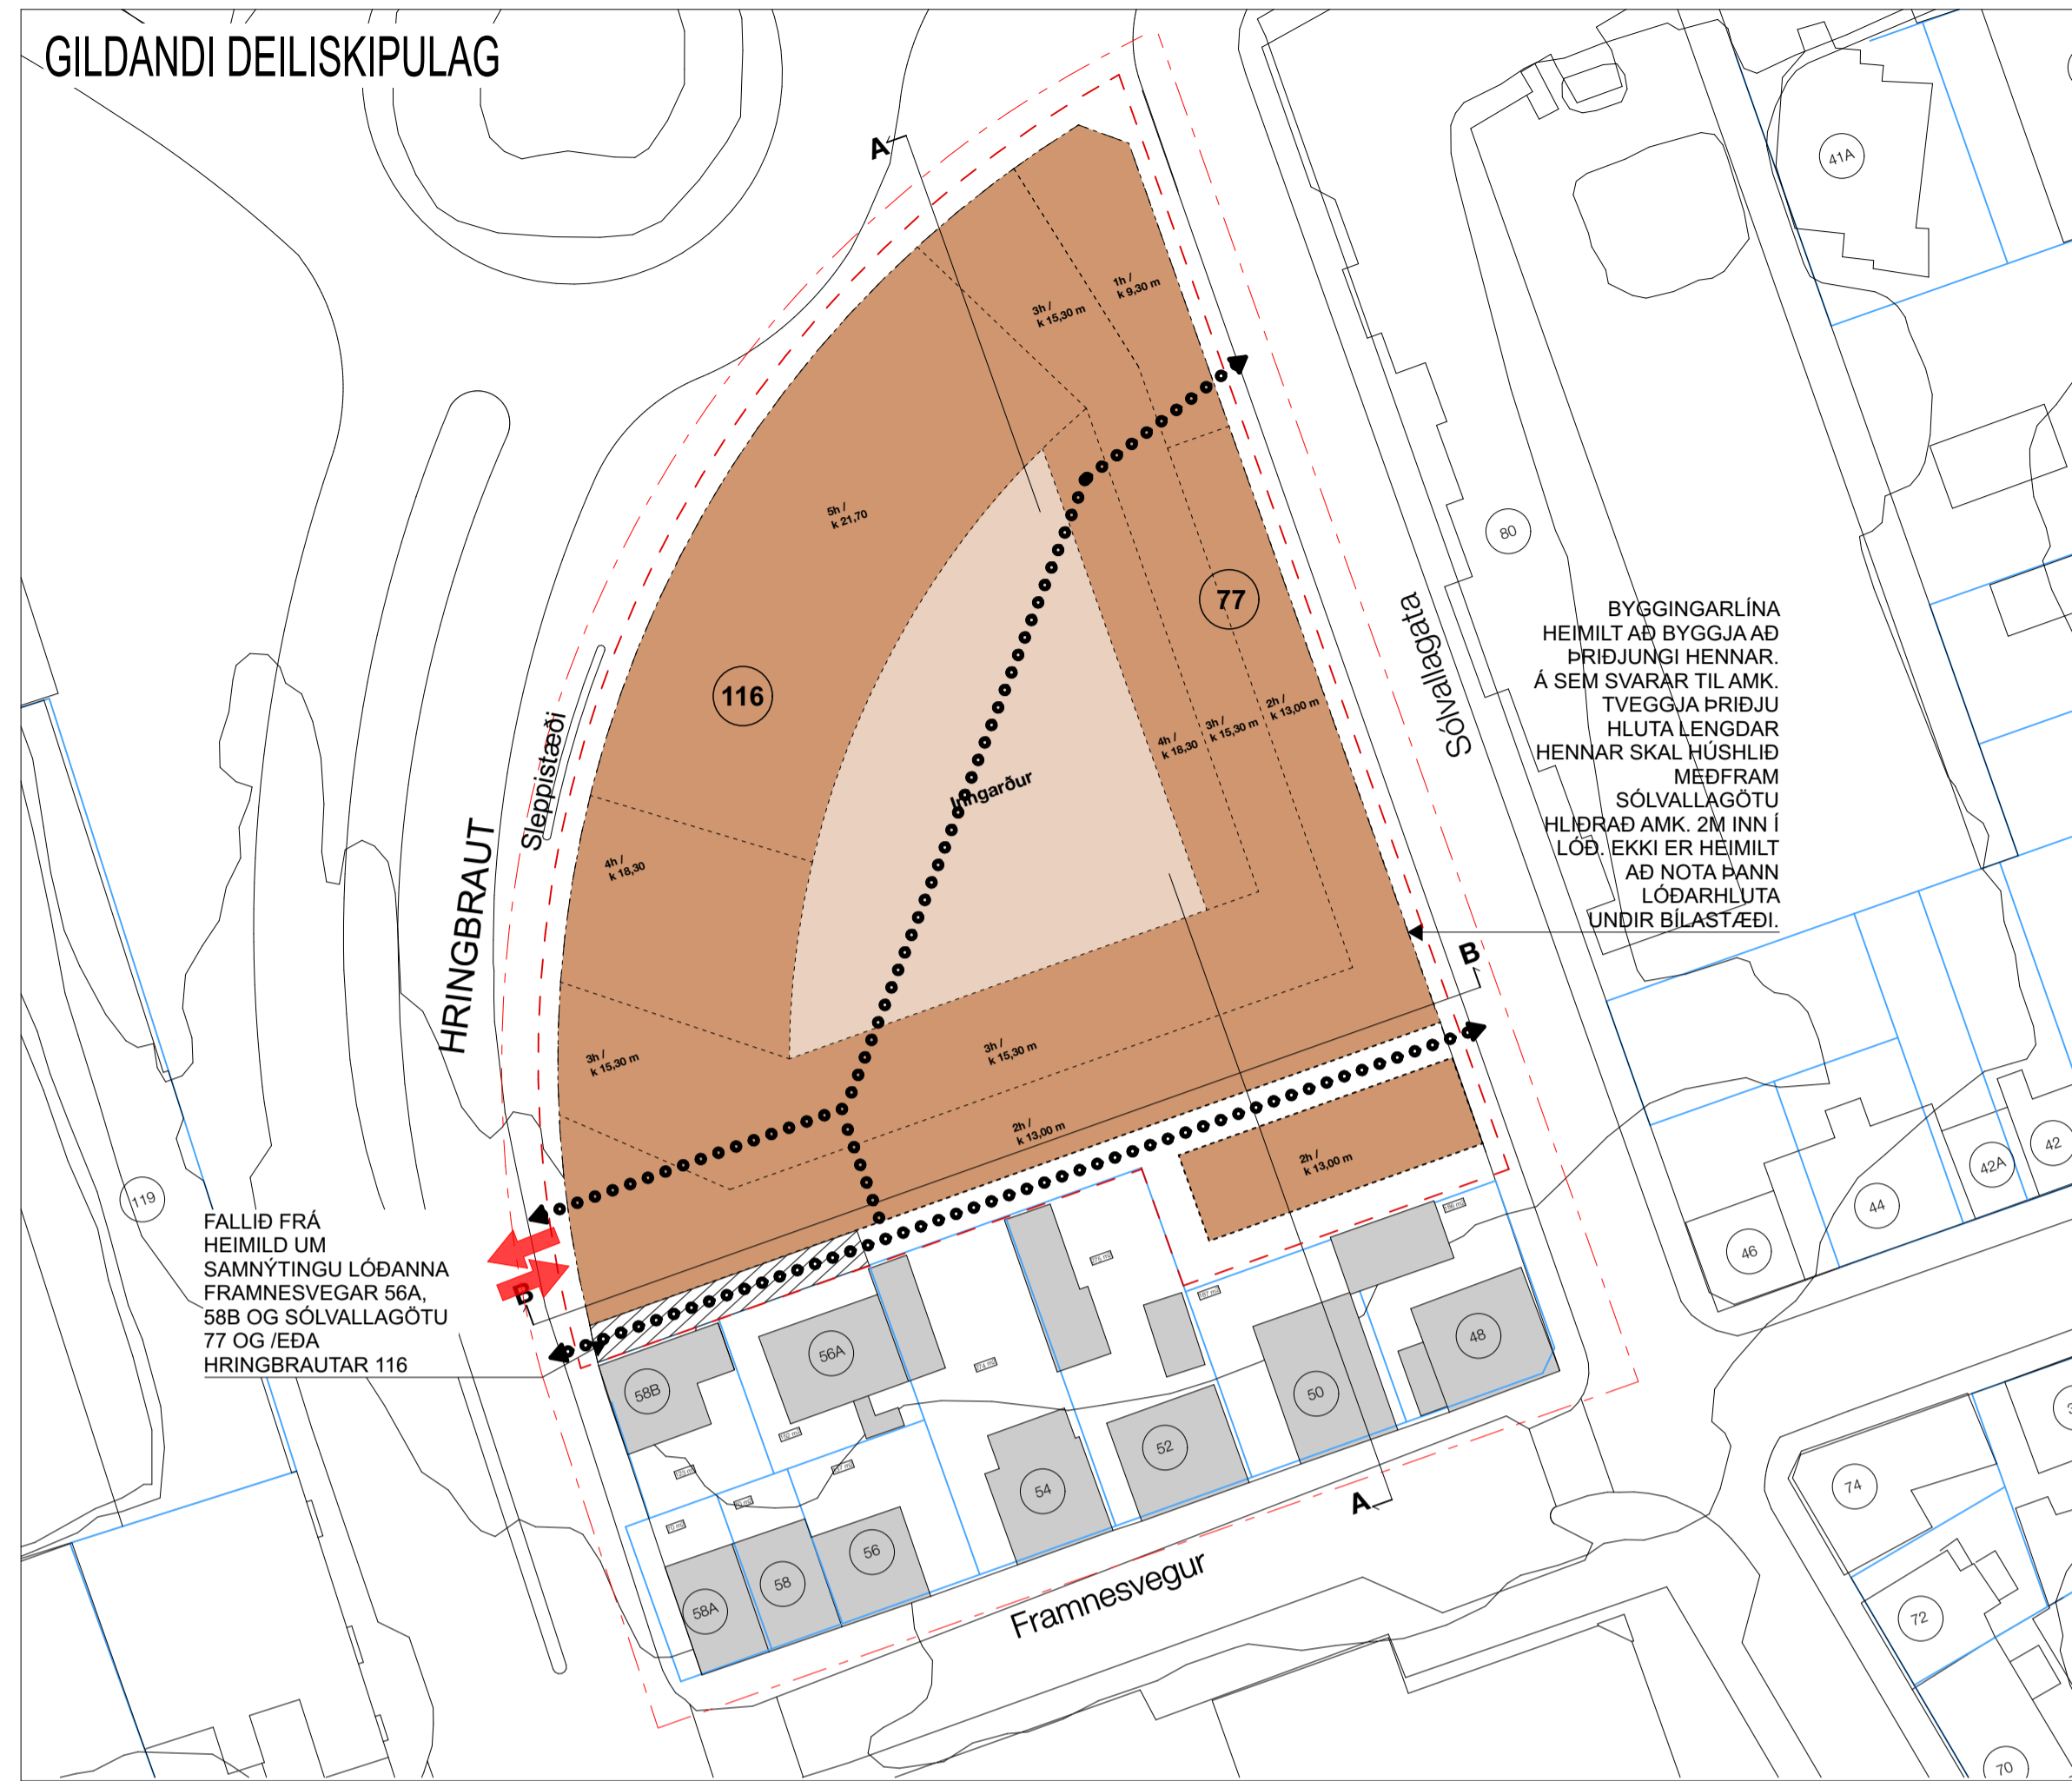 GILDANDI DEILISKIPULAG
A
41A
1h /
k 9,30 m
3h /
k 15,30 m
5h /
k 21,70
80
77
116
Sólvallagata
BYGGINGARLÍNA
HEIMILT AÐ BYGGJA AÐ
ÞRIÐJUNGI HENNAR.
Á SEM SVARAR TIL AMK.
TVEGGJA ÞRIÐJU
HLUTA LENGDAR
HENNAR SKAL HÚSHLIÐ
MEÐFRAM
SÓLVALLAGÖTU
HLIÐRAÐ AMK. 2M INN Í
LÓÐ. EKKI ER HEIMILT
AÐ NOTA ÞANN
LÓÐARHLUTA
UNDIR BÍLASTÆÐI.
2h /
k 13,00 m
3h /
k 15,30 m
4h /
k 18,30
Sleppistæði
Inngarður
HRINGBRAUT
4h /
k 18,30
B
3h /
k 15,30 m
3h /
k 15,30 m
2h /
k 13,00 m
2h /
k 13,00 m
119
FALLIÐ FRÁ
HEIMILD UM
SAMNÝTINGU LÓÐANNA
FRAMNESVEGAR 56A,
58B OG SÓLVALLAGÖTU
77 OG /EÐA
HRINGBRAUTAR 116
B
42
42A
44
46
48
50
52
54
56A
58B
56
58
58A
A
Framnesvegur
74
72
70